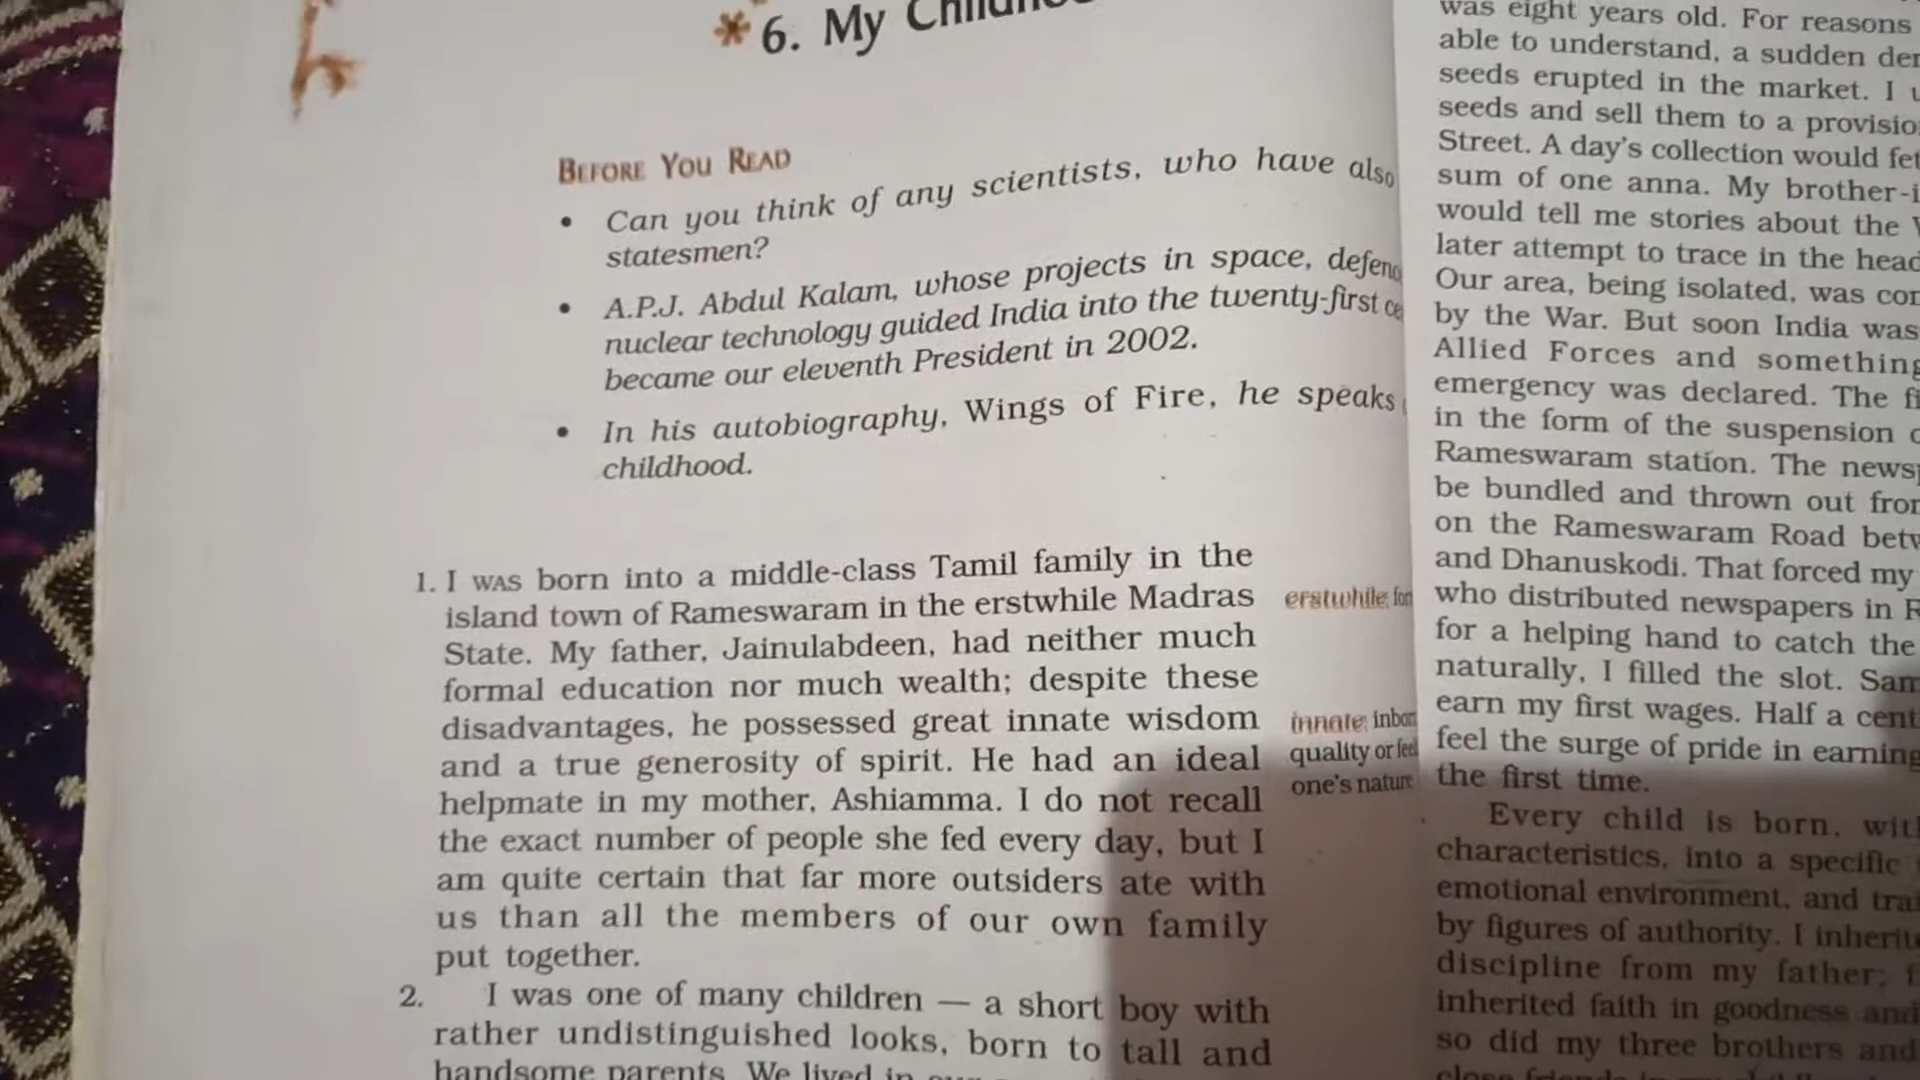 *6. My
BEFORE YOU READ
• Can you think of any scientists, who have also
statesmen?
• A.P.J. Abdul Kalam, whose projects in space,
nuclear technology guided India into the twenty-first
became our eleventh President in 2002.
• In his autobiography, Wings of Fire, he speaks
childhood.
1. I WAS born into a middle-class Tamil family in the
island town of Rameswaram in the erstwhile Madras
State. My father, Jainulabdeen, had neither much
formal education nor much wealth; despite these
disadvantages, he possessed great innate wisdom
and a true generosity of spirit. He had an ideal
helpmate in my mother, Ashiamma. I do not recall
the exact number of people she fed every day, but I
am quite certain that far more outsiders ate with
us than all the members of our own family
put together.
2. I was one of many children — a short boy with
rather undistinguished looks, born to tall and
handsome parents. We lived in
erstwhile:
innate:
quality or
one's nature
was eight years old. For reasons
able to understand, a sudden
seeds erupted in the market. I
seeds and sell them to a
Street. A day's collection would
sum of one anna. My
would tell me stories about the
later attempt to trace in the
Our area, being isolated, was
by the War. But soon India was
Allied Forces and something
emergency was declared. The
in the form of the suspension
Rameswaram station. The
be bundled and thrown out
on the Rameswaram Road
and Dhanuskodi. That forced my
who distributed newspapers in
for a helping hand to catch the
naturally, I filled the slot.
earn my first wages. Half a
feel the surge of pride in earning
the first time.
Every child is born,
characteristics, into a specific
emotional environment, and
by figures of authority. I
discipline from my father;
inherited faith in goodness and
so did my three brothers and